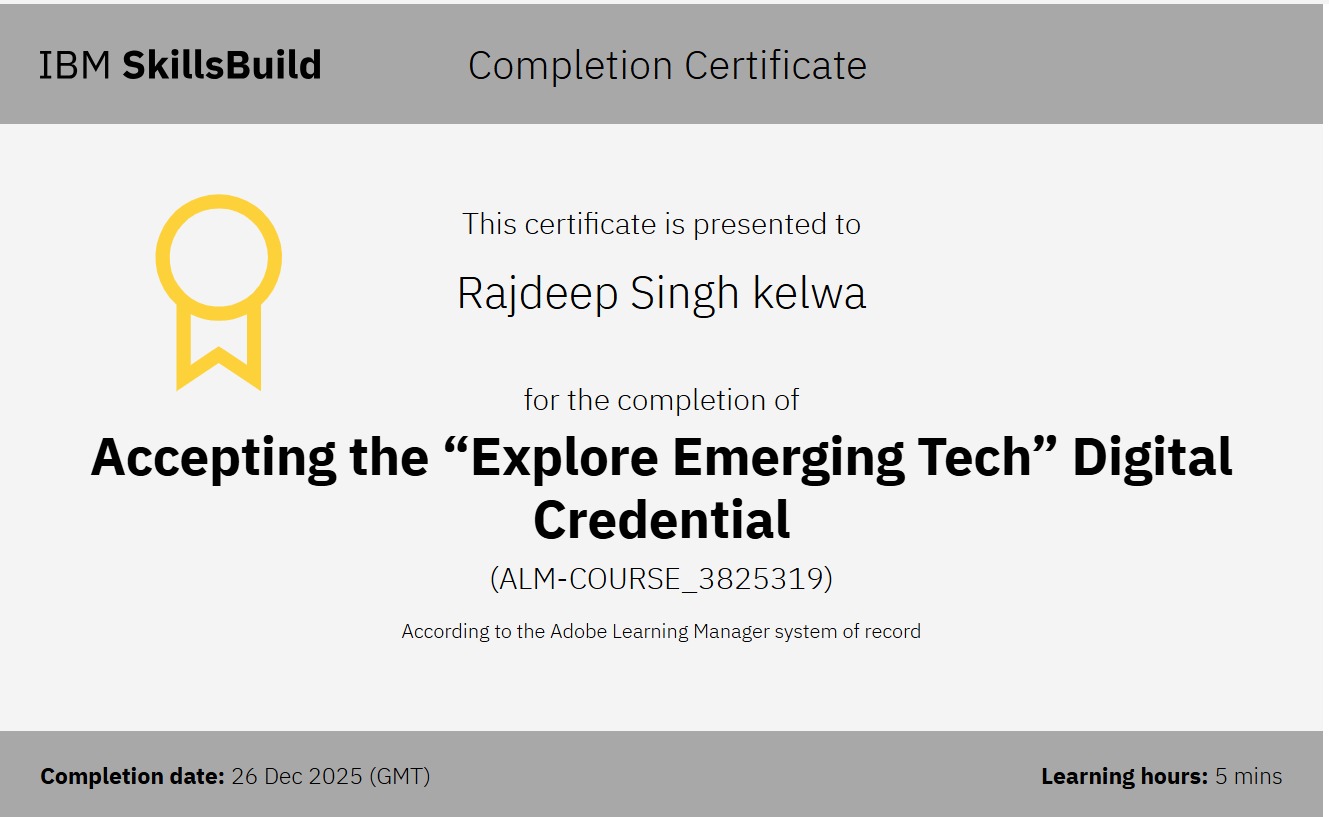 IBM SkillsBuild
Completion Certificate
This certificate is presented to
Rajdeep Singh kelwa
for the completion of
Accepting the “Explore Emerging Tech” Digital
Credential
(ALM-COURSE_3825319)
According to the Adobe Learning Manager system of record
Completion date: 26 Dec 2025 (GMT)
Learning hours: 5 mins